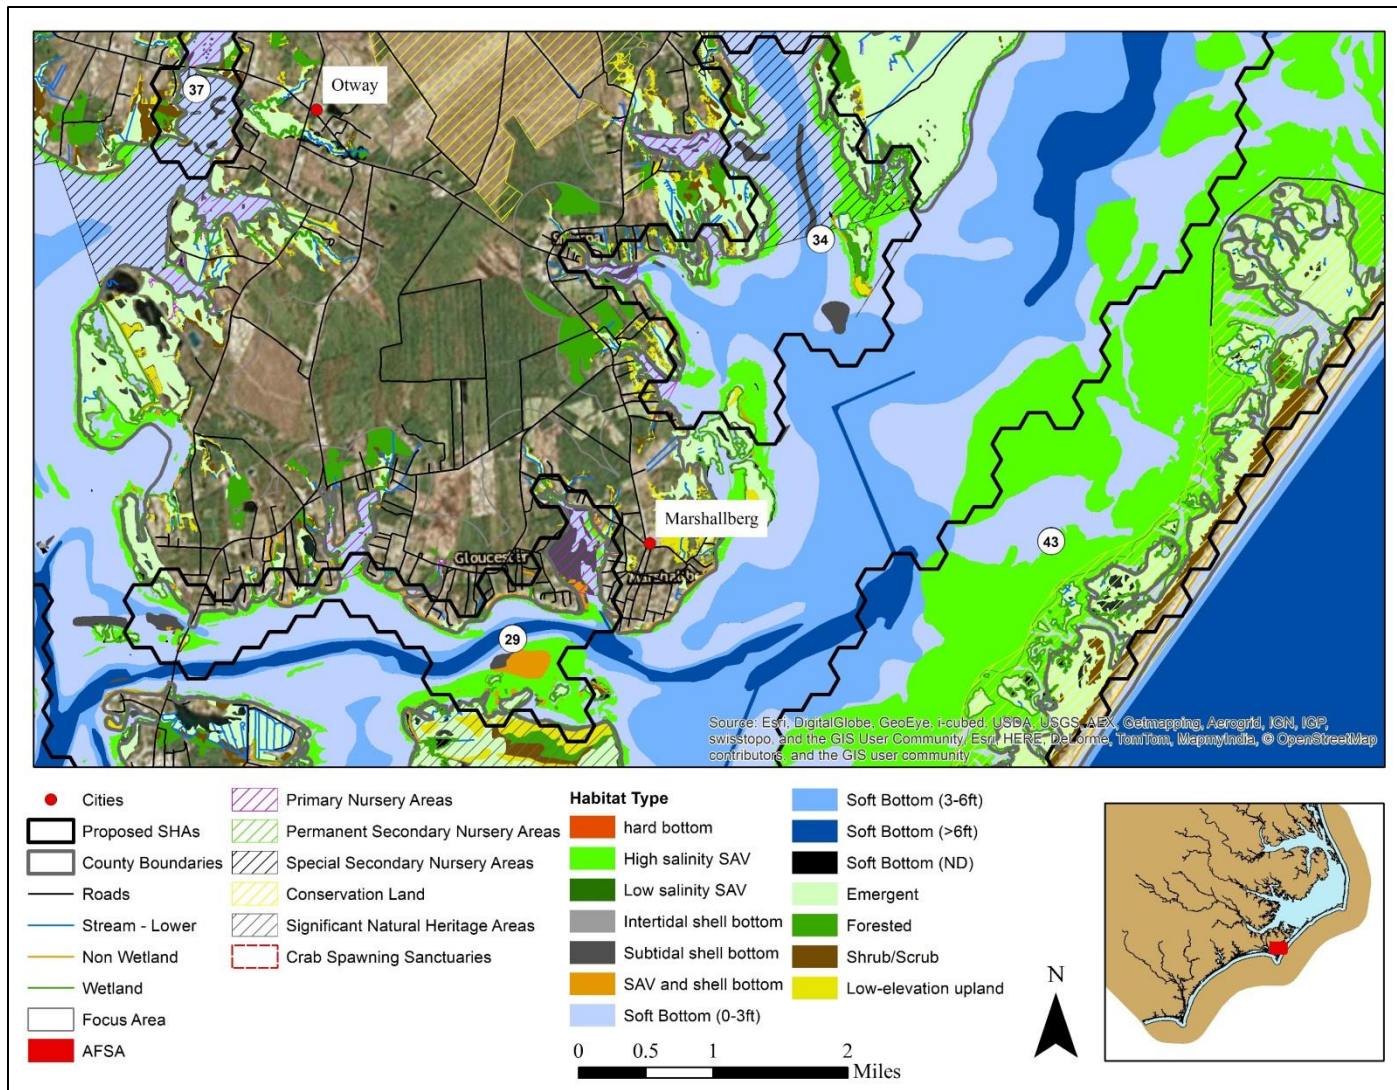 37
Otway
34
Marshallberg
Gloucester
43
29
Source: Esri, DigitalGlobe, GeoEye, i-cubed, USDA, USGS, AEX, Getmapping, Aerogrid, IGN, IGP,
swisstopo, and the GIS User Community, Esri, HERE, DeLorme, TomTom, MapmyIndia, © OpenStreetMap
contributors, and the GIS user community
Cities
Proposed SHAs
County Boundaries
Roads
Stream - Lower
Non Wetland
Wetland
Focus Area
AFSA
Primary Nursery Areas
Permanent Secondary Nursery Areas
Special Secondary Nursery Areas
Conservation Land
Significant Natural Heritage Areas
Crab Spawning Sanctuaries
Habitat Type
hard bottom
High salinity SAV
Low salinity SAV
Intertidal shell bottom
Subtidal shell bottom
SAV and shell bottom
Soft Bottom (0-3ft)
Soft Bottom (3-6ft)
Soft Bottom (>6ft)
Soft Bottom (ND)
Emergent
Forested
Shrub/Scrub
Low-elevation upland
0 0.5 1 2
Miles
N